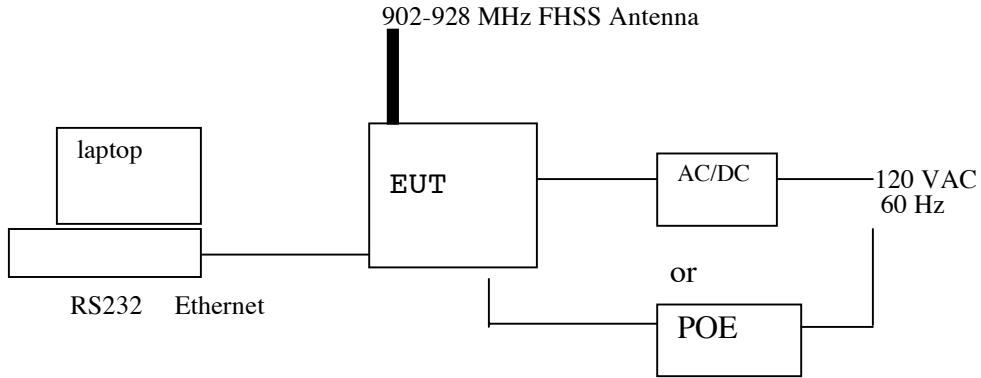 902-928 MHz FHSS Antenna
laptop
EUT
AC/DC
120 VAC
60 Hz
or
RS232 Ethernet
POE